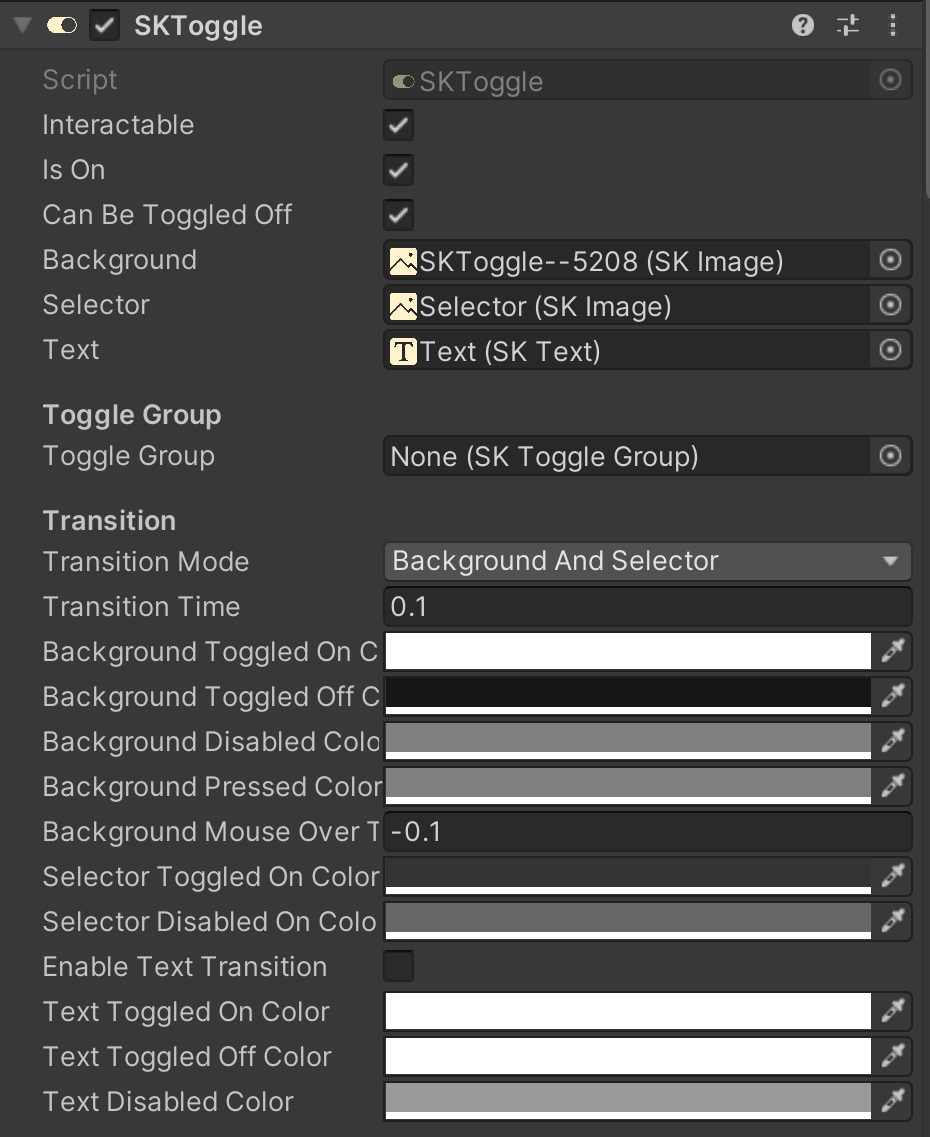 SKToggle
Script SKToggle
Interactable
Is On
Can Be Toggled Off
Background SKToggle--5208 (SK Image)
Selector Selector (SK Image)
Text T Text (SK Text)
Toggle Group
Toggle Group None (SK Toggle Group)
Transition
Transition Mode Background And Selector
Transition Time 0.1
Background Toggled On C
Background Toggled Off C
Background Disabled Colo
Background Pressed Color
Background Mouse Over T -0.1
Selector Toggled On Color
Selector Disabled On Colo
Enable Text Transition
Text Toggled On Color
Text Toggled Off Color
Text Disabled Color